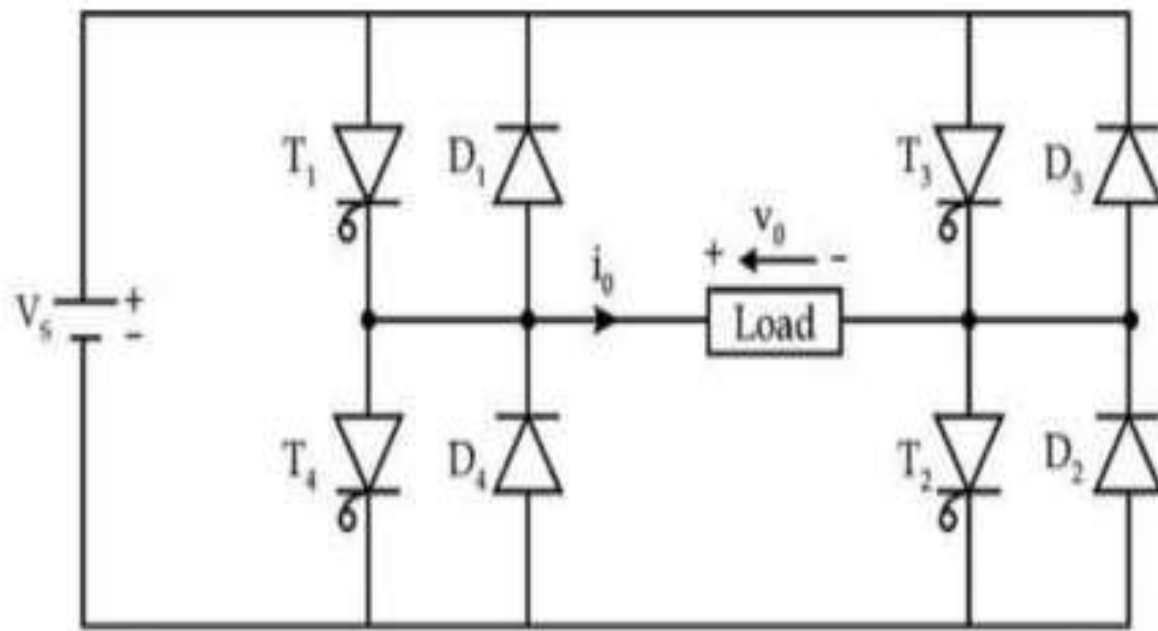 T₁ D₁ T₃ D₃
v₀
+ -
i₀
Vₛ + - Load
T₄ D₄ T₂ D₂